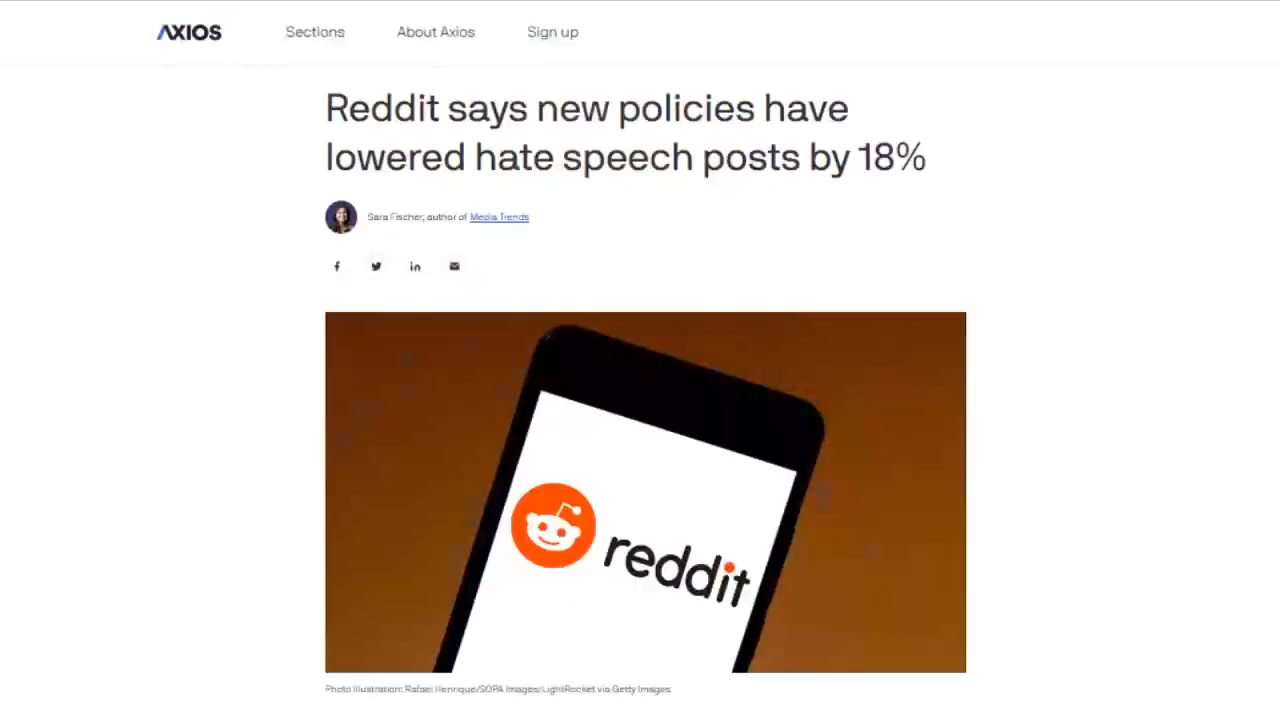 AXIOS Sections About Axios Sign up
Reddit says new policies have
lowered hate speech posts by 18%
Sara Fischer, author of Media Trends
reddit
Photo Illustration: Rafael Henrique/SOPA Images/LightRocket via Getty Images